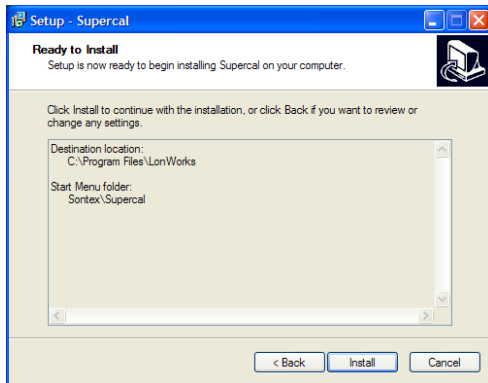 Setup - Supercal
Ready to Install
Setup is now ready to begin installing Supercal on your computer.
Click Install to continue with the installation, or click Back if you want to review or
change any settings.
Destination location:
C:\Program Files\LonWorks
Start Menu folder:
Sontex\Supercal
< Back
Install
Cancel